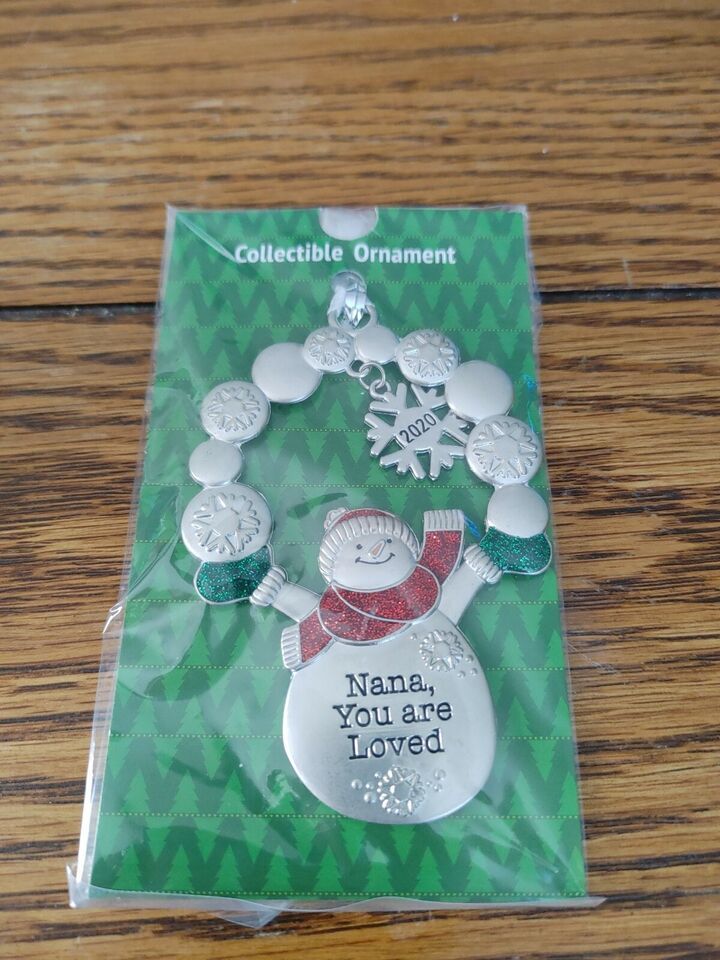 Collectible Ornament
2020
Nana,
You are
Loved